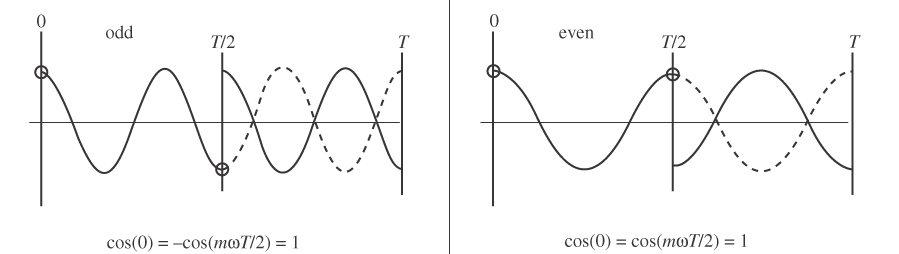 0
odd
T/2
T
cos(0) = –cos(mωT/2) = 1
0
even
T/2
T
cos(0) = cos(mωT/2) = 1